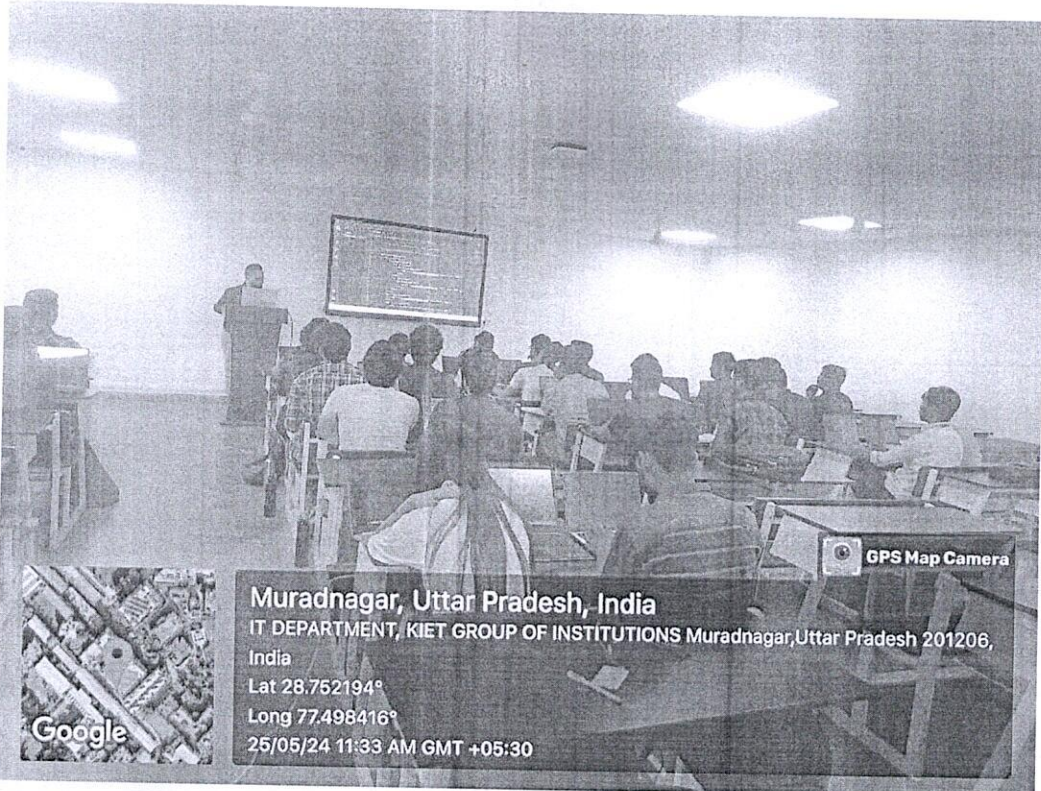 GPS Map Camera
Muradnagar, Uttar Pradesh, India
IT DEPARTMENT, KIET GROUP OF INSTITUTIONS Muradnagar,Uttar Pradesh 201206,
India
Lat 28.752194°
Long 77.498416°
25/05/24 11:33 AM GMT +05:30
Google